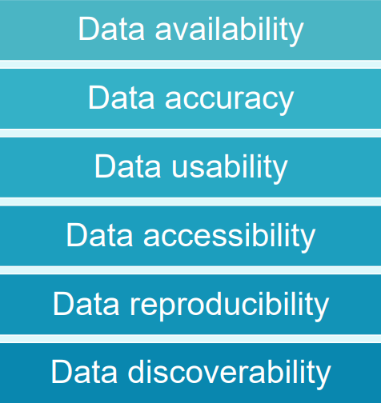 Data availability
Data accuracy
Data usability
Data accessibility
Data reproducibility
Data discoverability